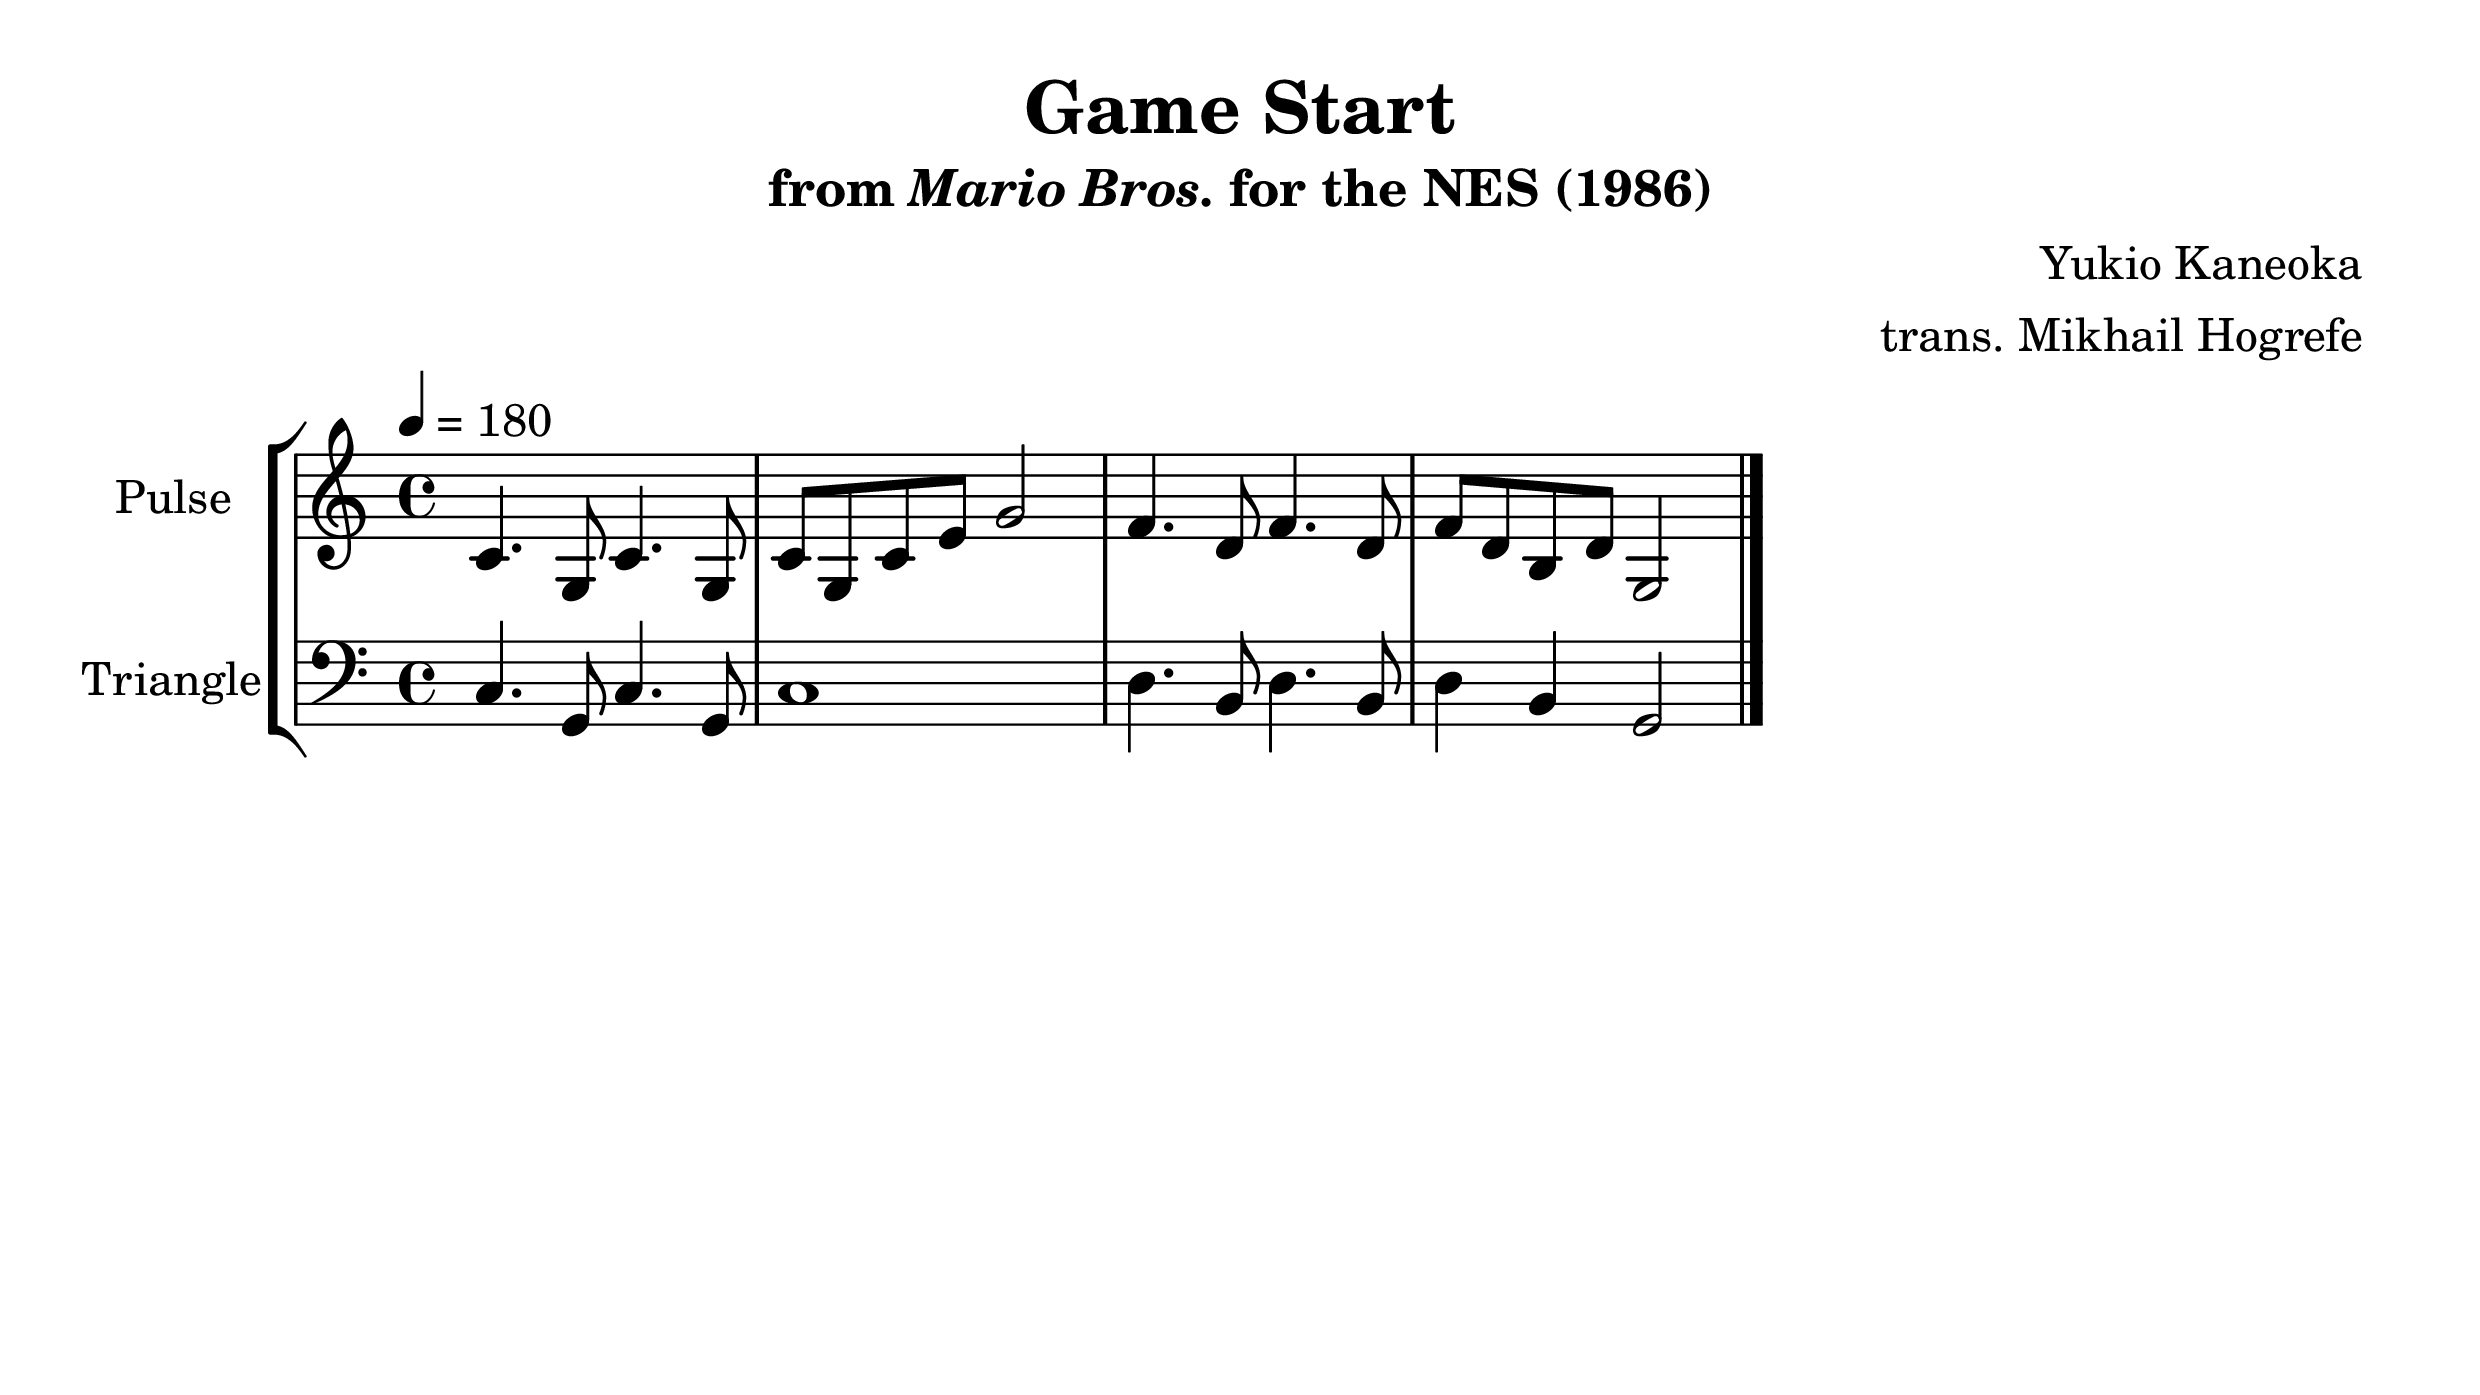 Game Start
from Mario Bros. for the NES (1986)
Yukio Kaneoka
trans. Mikhail Hogrefe
= 180
Pulse
Triangle